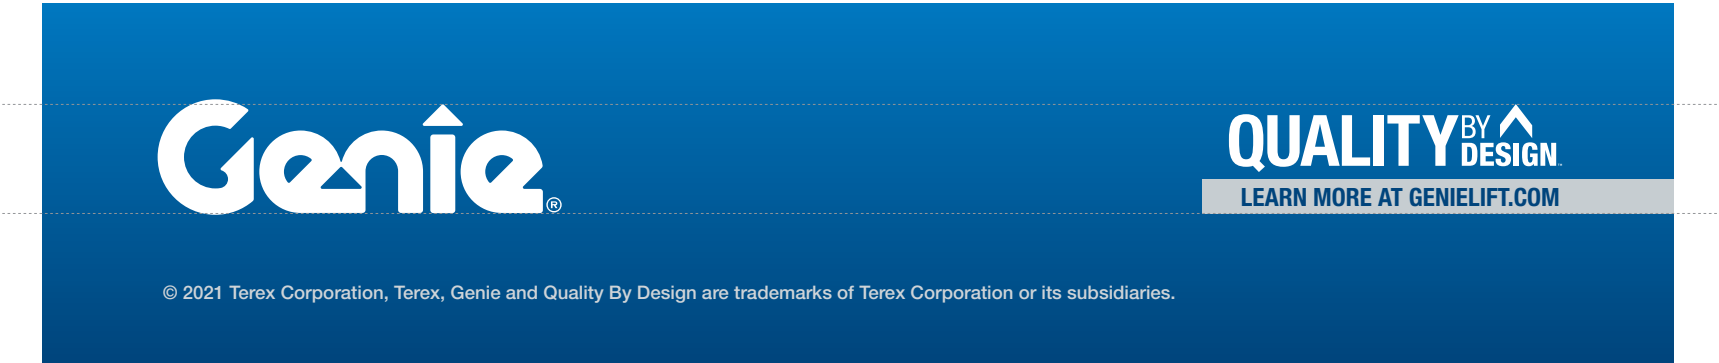 Genie®
QUALITY BY DESIGN™
LEARN MORE AT GENIELIFT.COM
© 2021 Terex Corporation, Terex, Genie and Quality By Design are trademarks of Terex Corporation or its subsidiaries.